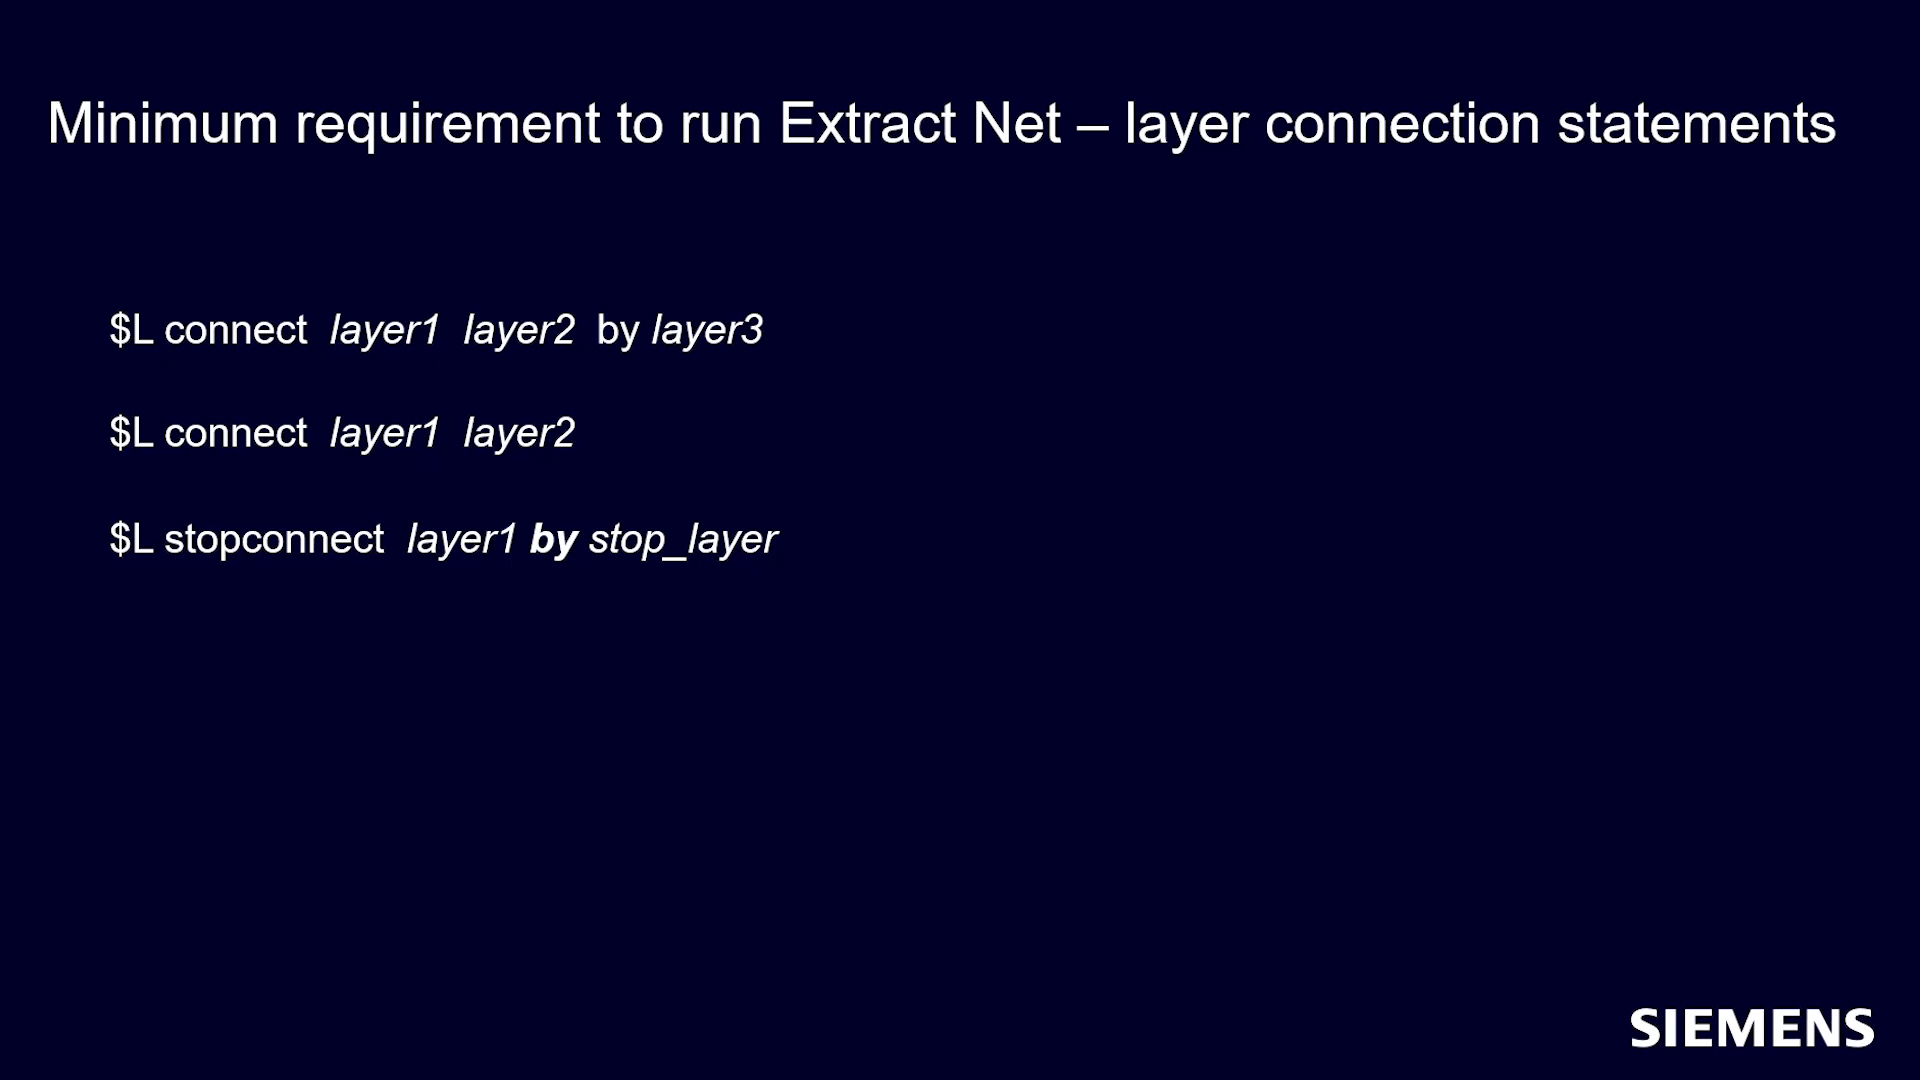 Minimum requirement to run Extract Net – layer connection statements
$L connect layer1 layer2 by layer3
$L connect layer1 layer2
$L stopconnect layer1 by stop_layer
SIEMENS